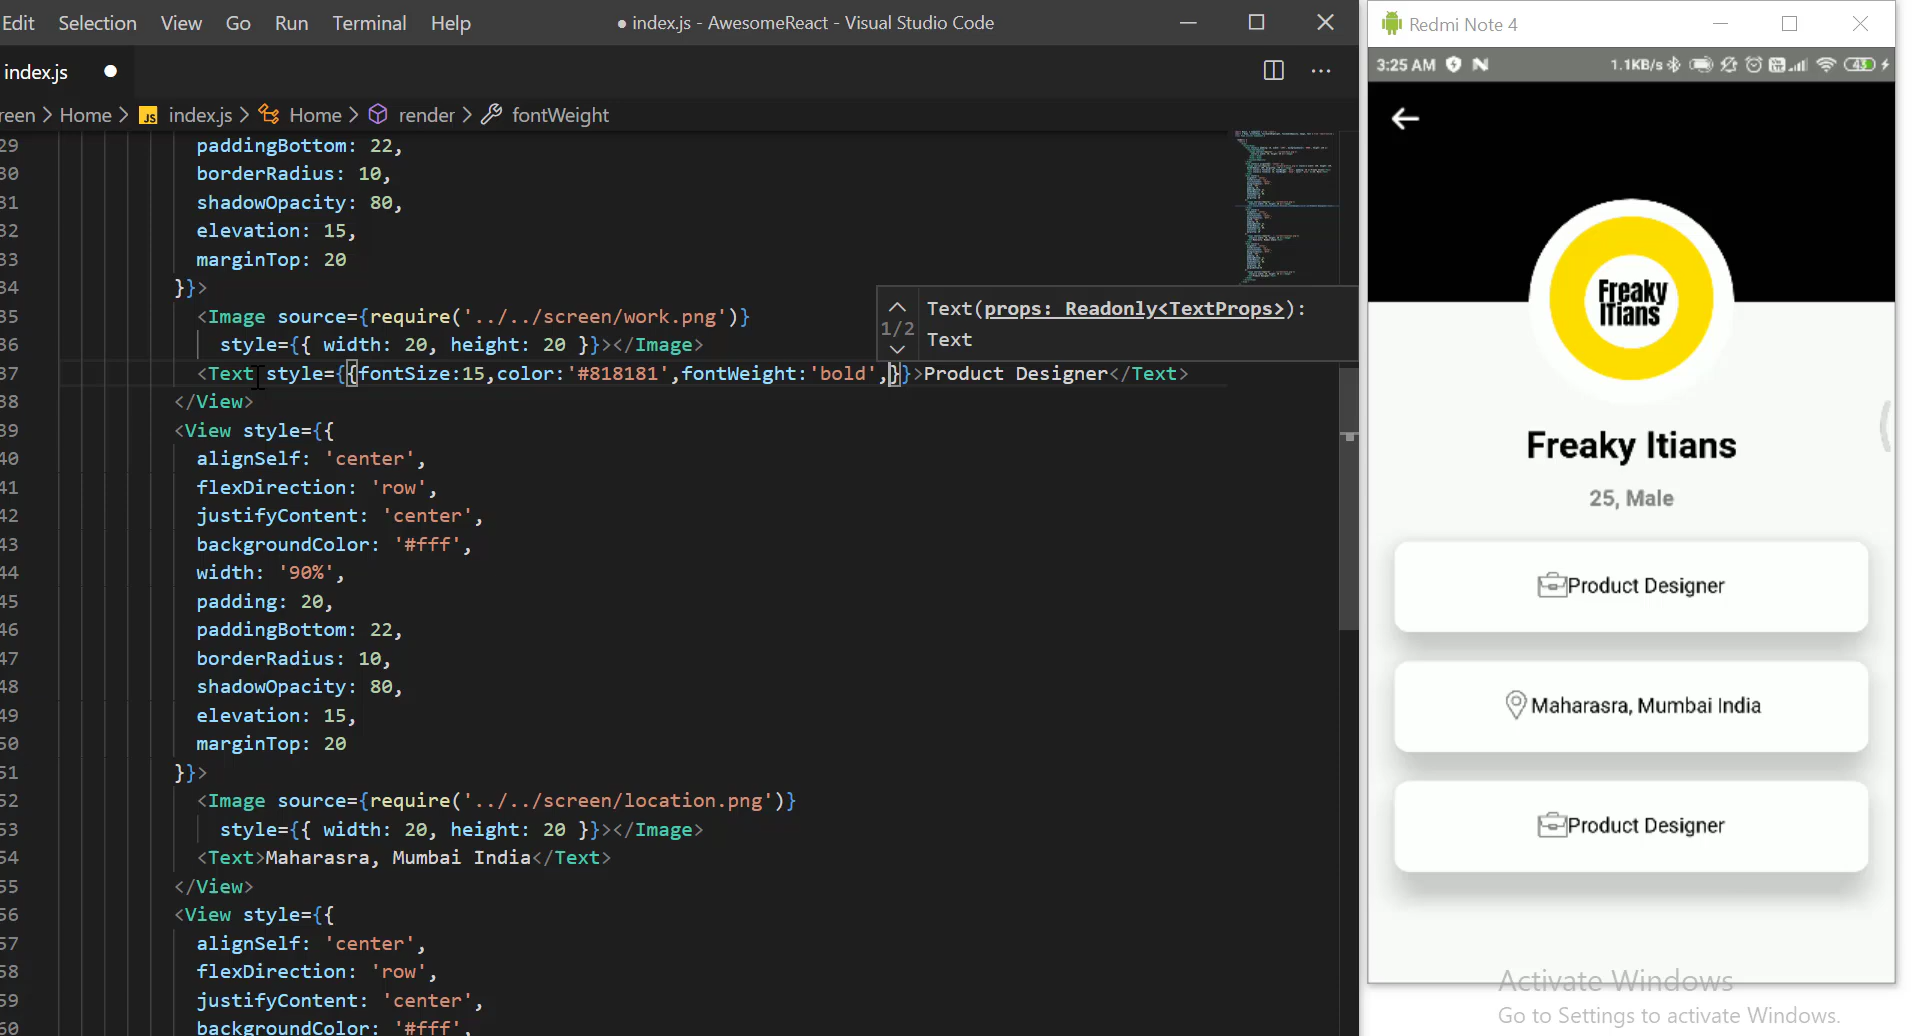 Edit Selection View Go Run Terminal Help ● index.js - AwesomeReact - Visual Studio Code
index.js
reen > Home > JS index.js > Home > render > fontWeight
29 paddingBottom: 22,
30 borderRadius: 10,
31 shadowOpacity: 80,
32 elevation: 15,
33 marginTop: 20
34 }}>
35 <Image source={require('../../screen/work.png')}
36 style={{ width: 20, height: 20 }}></Image>
37 <Text style={{fontSize:15,color:'#818181',fontWeight:'bold',}}>Product Designer</Text>
38 </View>
39 <View style={{
40 alignSelf: 'center',
41 flexDirection: 'row',
42 justifyContent: 'center',
43 backgroundColor: '#fff',
44 width: '90%',
45 padding: 20,
46 paddingBottom: 22,
47 borderRadius: 10,
48 shadowOpacity: 80,
49 elevation: 15,
50 marginTop: 20
51 }}>
52 <Image source={require('../../screen/location.png')}
53 style={{ width: 20, height: 20 }}></Image>
54 <Text>Maharasra, Mumbai India</Text>
55 </View>
56 <View style={{
57 alignSelf: 'center',
58 flexDirection: 'row',
59 justifyContent: 'center',
60 backgroundColor: '#fff',
1/2 Text(props: Readonly<TextProps>):
Text
Redmi Note 4
3:25 AM 1.1KB/s 43
Freaky
ITians
Freaky Itians
25, Male
Product Designer
Maharasra, Mumbai India
Product Designer
Activate Windows
Go to Settings to activate Windows.